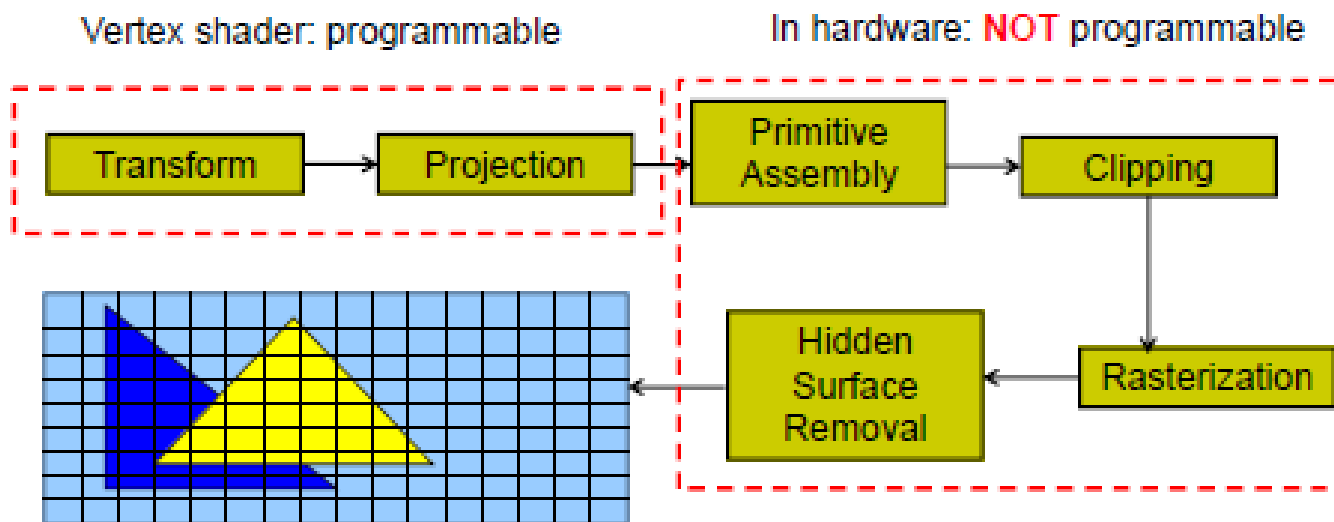 Vertex shader: programmable
In hardware: NOT programmable
Transform
Projection
Primitive
Assembly
Clipping
Rasterization
Hidden
Surface
Removal